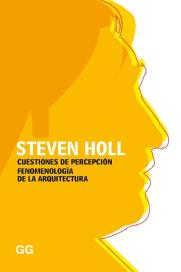 STEVEN HOLL
CUESTIONES DE PERCEPCIÓN
FENOMENOLOGÍA
DE LA ARQUITECTURA
GG